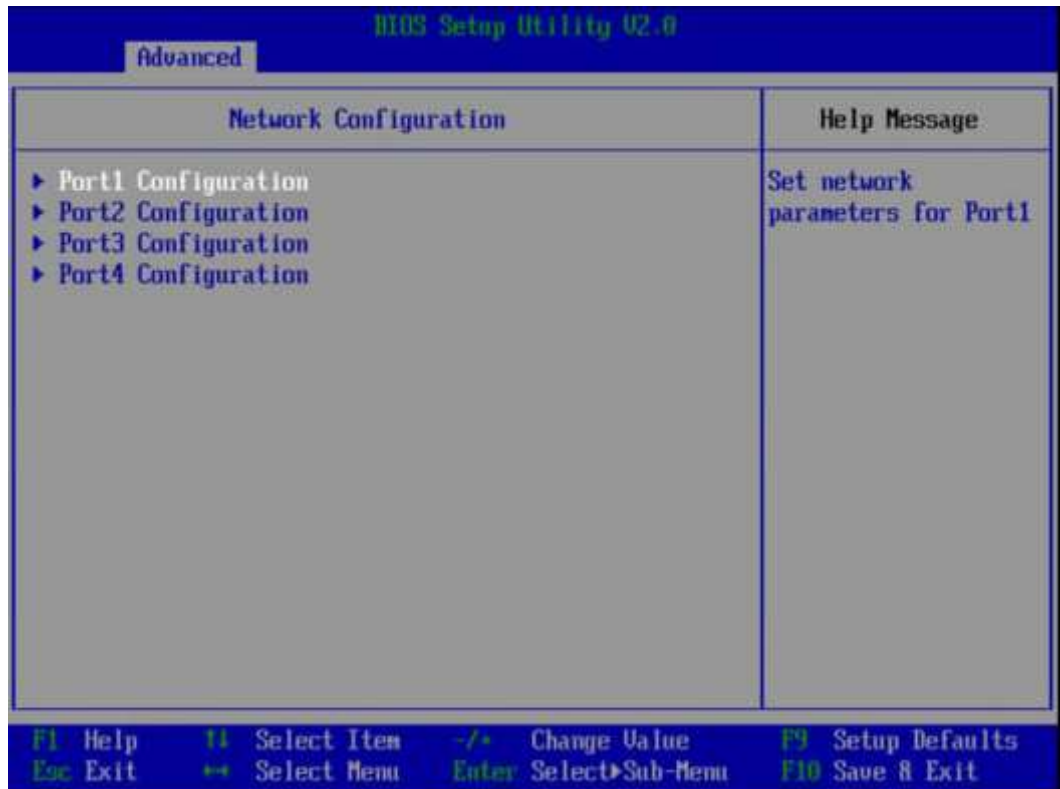 BIOS Setup Utility V2.0
Advanced
Network Configuration
Help Message
▶ Port1 Configuration
▶ Port2 Configuration
▶ Port3 Configuration
▶ Port4 Configuration
Set network
parameters for Port1
F1 Help ↑↓ Select Item -/+ Change Value F9 Setup Defaults
Esc Exit ←→ Select Menu Enter Select▶Sub-Menu F10 Save & Exit